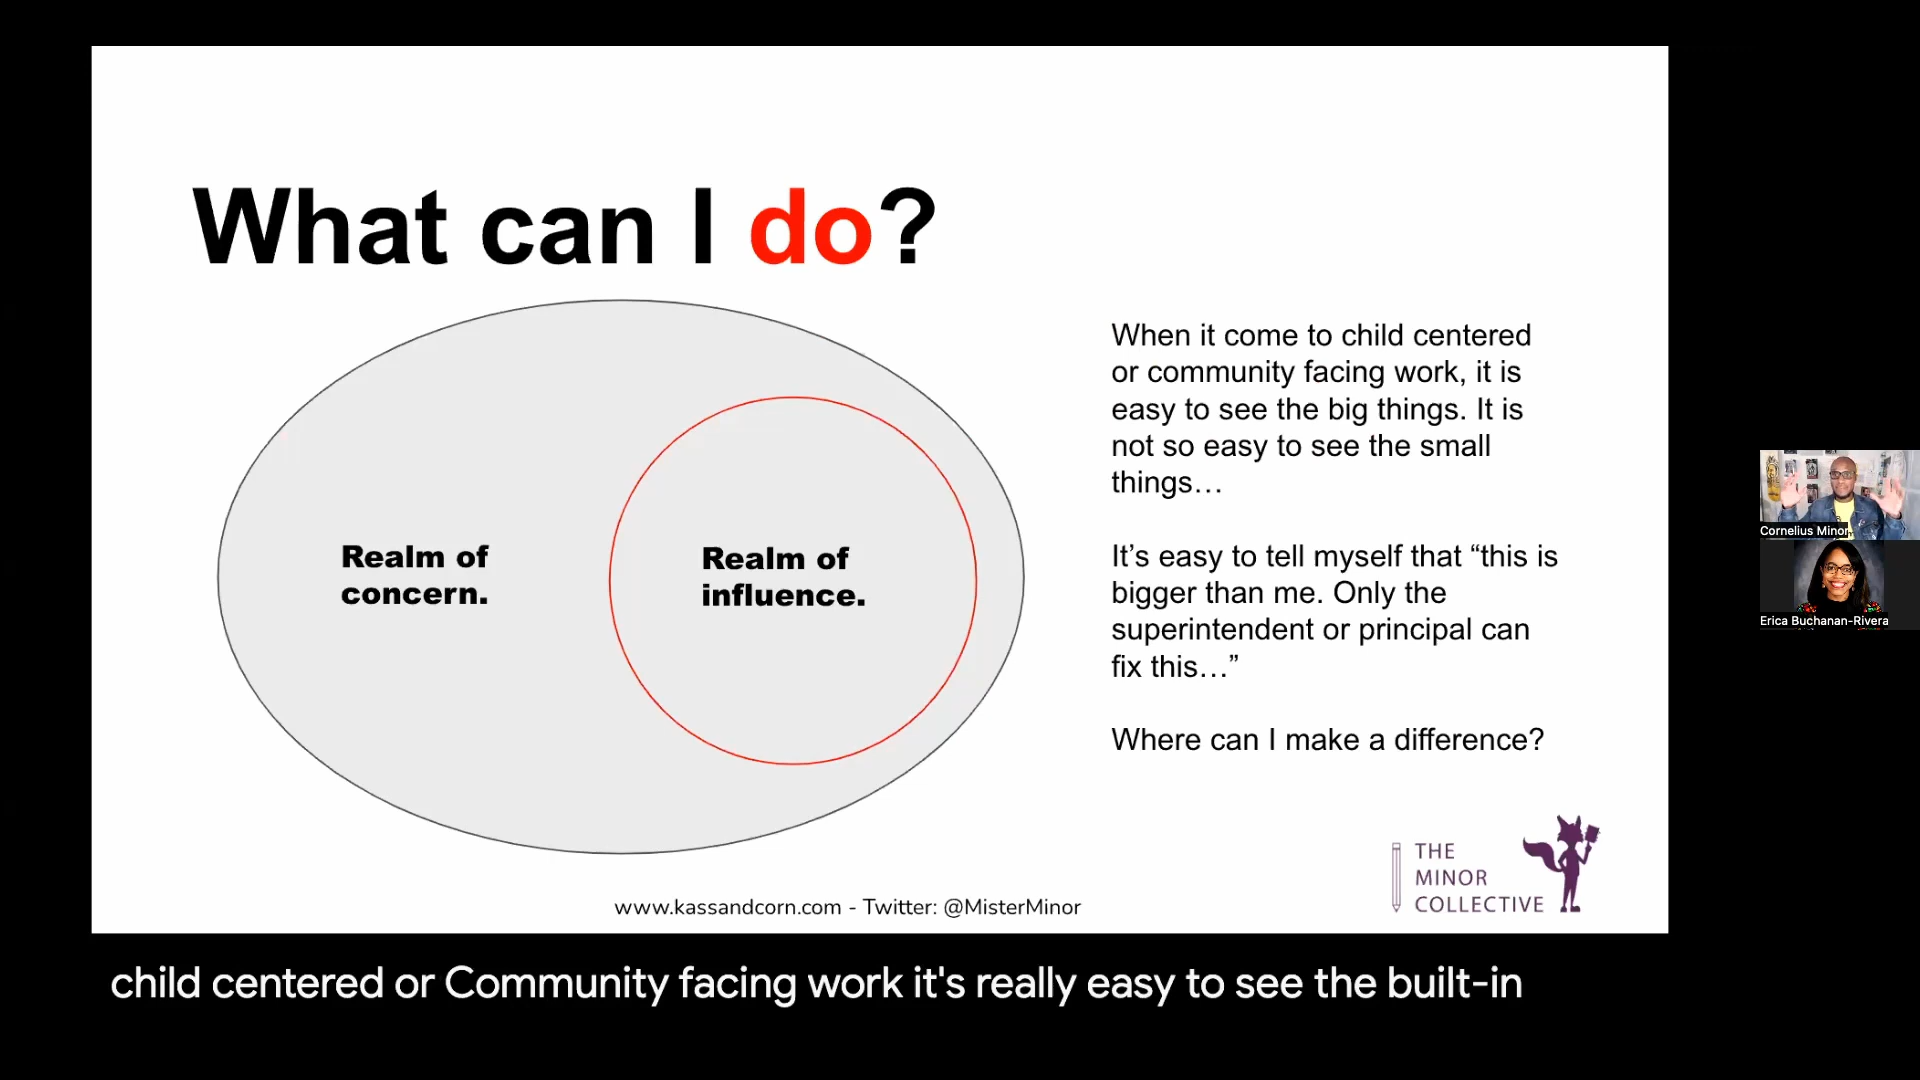 What can I do?
Realm of
concern.
Realm of
influence.
When it come to child centered
or community facing work, it is
easy to see the big things. It is
not so easy to see the small
things…
It’s easy to tell myself that “this is
bigger than me. Only the
superintendent or principal can
fix this…”
Where can I make a difference?
THE
MINOR
COLLECTIVE
www.kassandcorn.com - Twitter: @MisterMinor
Cornelius Minor
Erica Buchanan-Rivera
child centered or Community facing work it's really easy to see the built-in